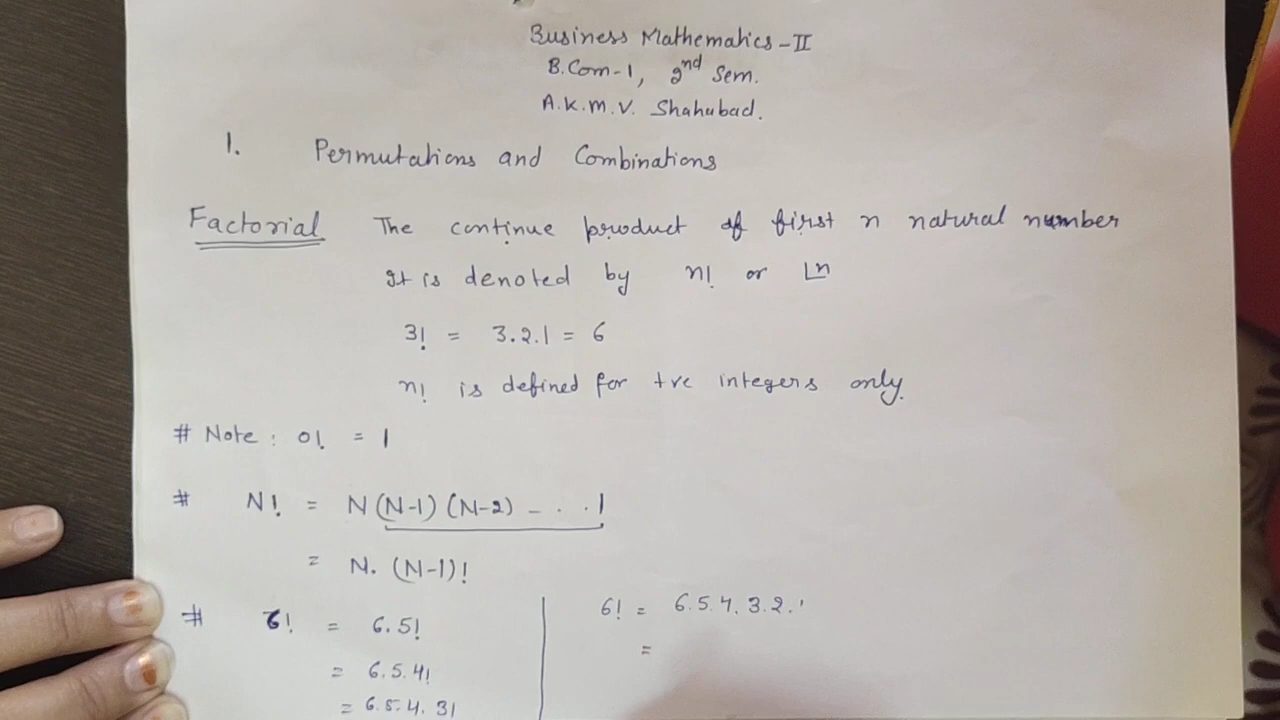 Business Mathematics-II
B.Com-1, 2nd Sem.
A.K.M.V. Shahabad.
1. Permutations and Combinations
Factorial The continue product of first n natural number
It is denoted by n! or ⌊n
3! = 3.2.1 = 6
n! is defined for +ve integers only.
# Note: 0! = 1
# N! = N(N-1)(N-2) - . . . 1
= N. (N-1)!
# 6! = 6.5!
= 6.5.4!
= 6.5.4.3!
6! = 6.5.4.3.2.1
=